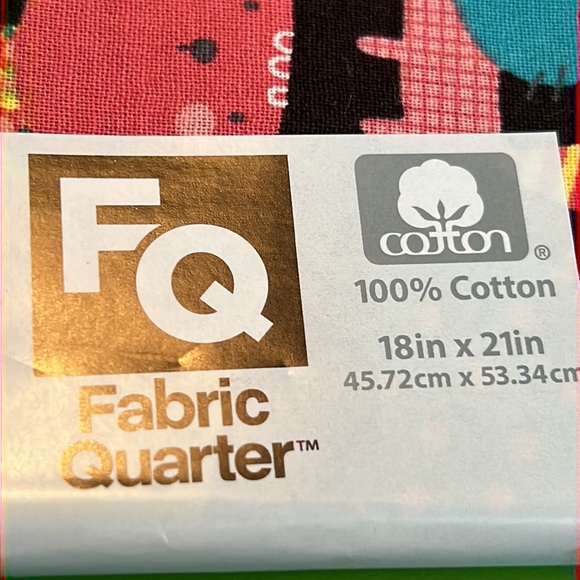 FQ
Fabric
Quarter™
cotton®
100% Cotton
18in x 21in
45.72cm x 53.34cm